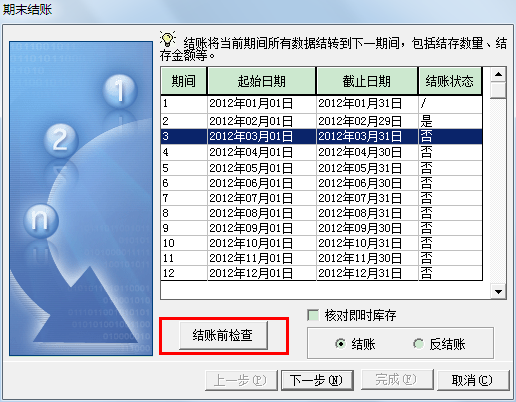 期末结账
结账将当前期间所有数据结转到下一期间，包括结存数量、结
存金额等。
期间 起始日期 截止日期 结账状态
1 2012年01月01日 2012年01月31日 /
2 2012年02月01日 2012年02月29日 是
3 2012年03月01日 2012年03月31日 否
4 2012年04月01日 2012年04月30日 否
5 2012年05月01日 2012年05月31日 否
6 2012年06月01日 2012年06月30日 否
7 2012年07月01日 2012年07月31日 否
8 2012年08月01日 2012年08月31日 否
9 2012年09月01日 2012年09月30日 否
10 2012年10月01日 2012年10月31日 否
11 2012年11月01日 2012年11月30日 否
12 2012年12月01日 2012年12月31日 否
1
2
n
结账前检查
核对即时库存
结账 反结账
上一步(P) 下一步(N) 完成(F) 取消(C)